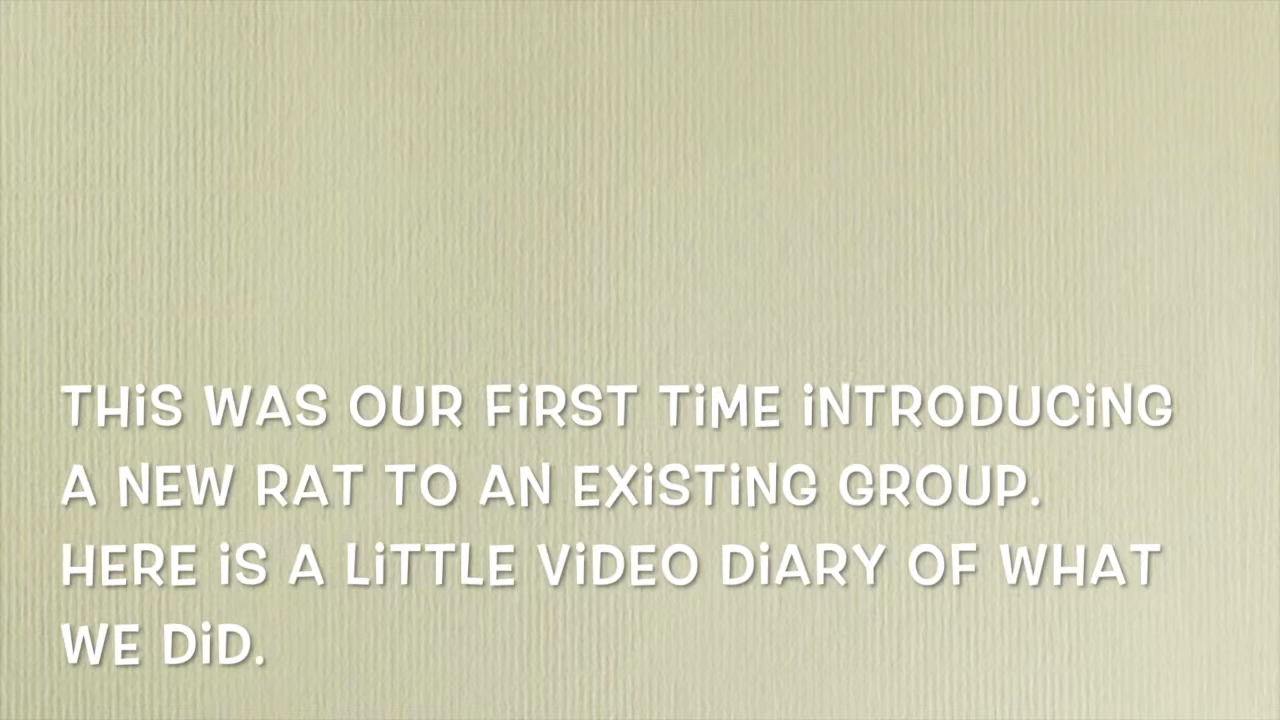 THiS WAS OUR FiRST TiME iNTRODUCiNG
A NEW RAT TO AN EXiSTiNG GROUP.
HERE iS A LiTTLE ViDEO DiARY OF WHAT
WE DiD.